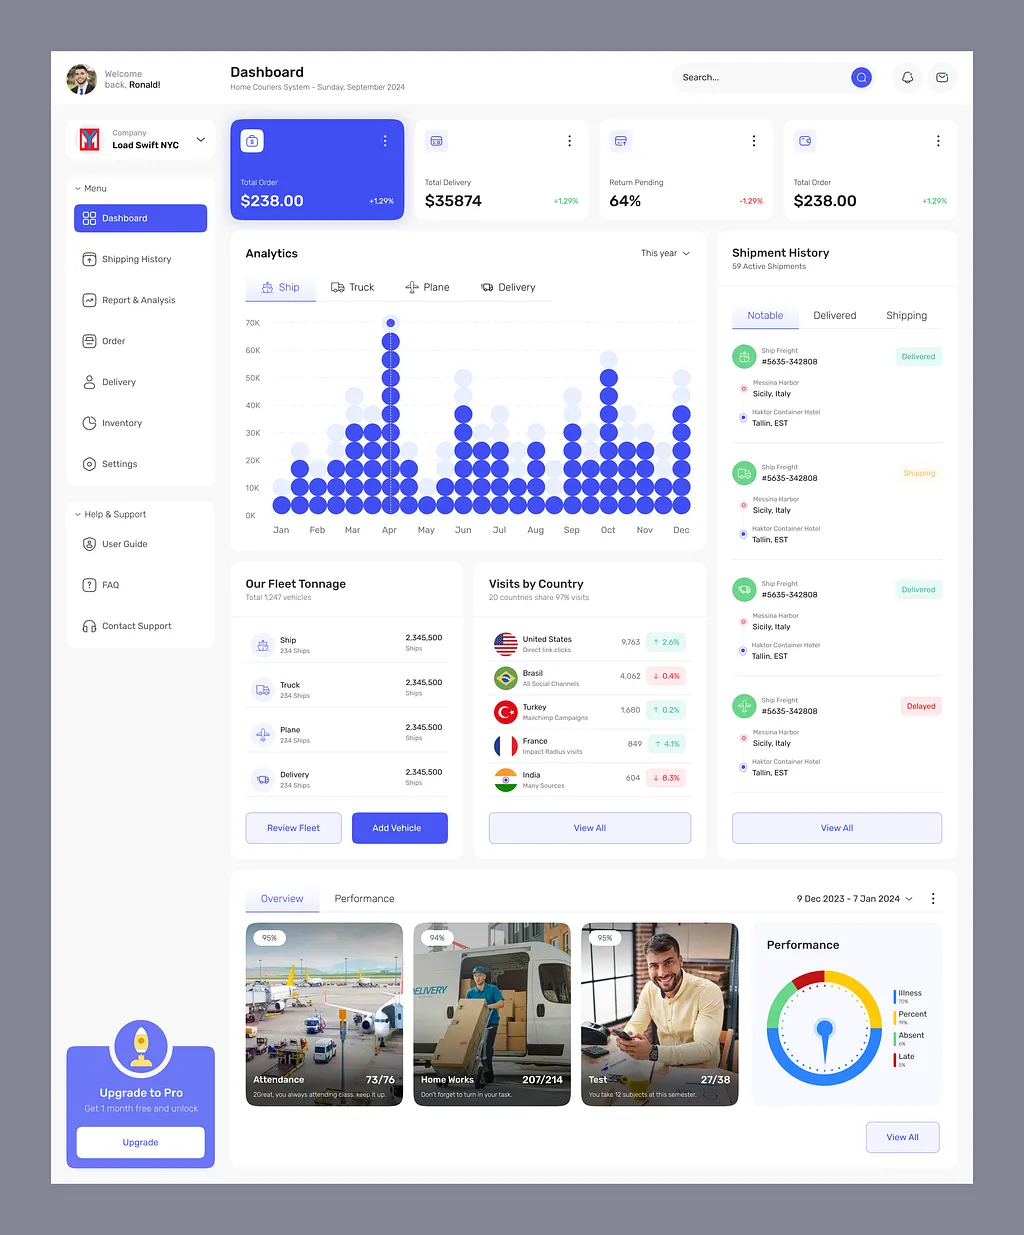 Welcome
back, Ronald!
Dashboard
Home Couriers System - Sunday, September 2024
Search...
Company
Load Swift NYC
Menu
Dashboard
Shipping History
Report & Analysis
Order
Delivery
Inventory
Settings
Help & Support
User Guide
FAQ
Contact Support
Upgrade to Pro
Get 1 month free and unlock
Upgrade
Total Order
$238.00
+1,29%
Total Delivery
$35874
+1,29%
Return Pending
64%
-1,29%
Total Order
$238.00
+1,29%
Analytics
This year
Ship
Truck
Plane
Delivery
70K
60K
50K
40K
30K
20K
10K
0K
Jan Feb Mar Apr May Jun Jul Aug Sep Oct Nov Dec
Shipment History
59 Active Shipments
Notable
Delivered
Shipping
Ship Freight
#5635-342808
Delivered
Messina Harbor
Sicily, Italy
Haktor Container Hotel
Tallin, EST
Ship Freight
#5635-342808
Shipping
Messina Harbor
Sicily, Italy
Haktor Container Hotel
Tallin, EST
Ship Freight
#5635-342808
Delivered
Messina Harbor
Sicily, Italy
Haktor Container Hotel
Tallin, EST
Ship Freight
#5635-342808
Delayed
Messina Harbor
Sicily, Italy
Haktor Container Hotel
Tallin, EST
View All
Our Fleet Tonnage
Total 1,247 vehicles
Ship
234 Ships
2,345,500
Ships
Truck
234 Ships
2,345,500
Ships
Plane
234 Ships
2,345,500
Ships
Delivery
234 Ships
2,345,500
Ships
Review Fleet
Add Vehicle
Visits by Country
20 countries share 97% visits
United States
Direct link clicks
9,763
↑ 2.6%
Brasil
All Social Channels
4,062
↓ 0.4%
Turkey
Mailchimp Campaigns
1,680
↑ 0.2%
France
Impact Radius visits
849
↑ 4.1%
India
Many Sources
604
↓ 8.3%
View All
Overview
Performance
9 Dec 2023 - 7 Jan 2024
95%
Attendance
73/76
2Great, you always attending class, keep it up.
94%
DELIVERY
Home Works
207/214
Don't forget to turn in your task.
95%
Test
27/38
You take 12 subjects at this semester.
Performance
Illness
70%
Percent
19%
Absent
6%
Late
5%
View All